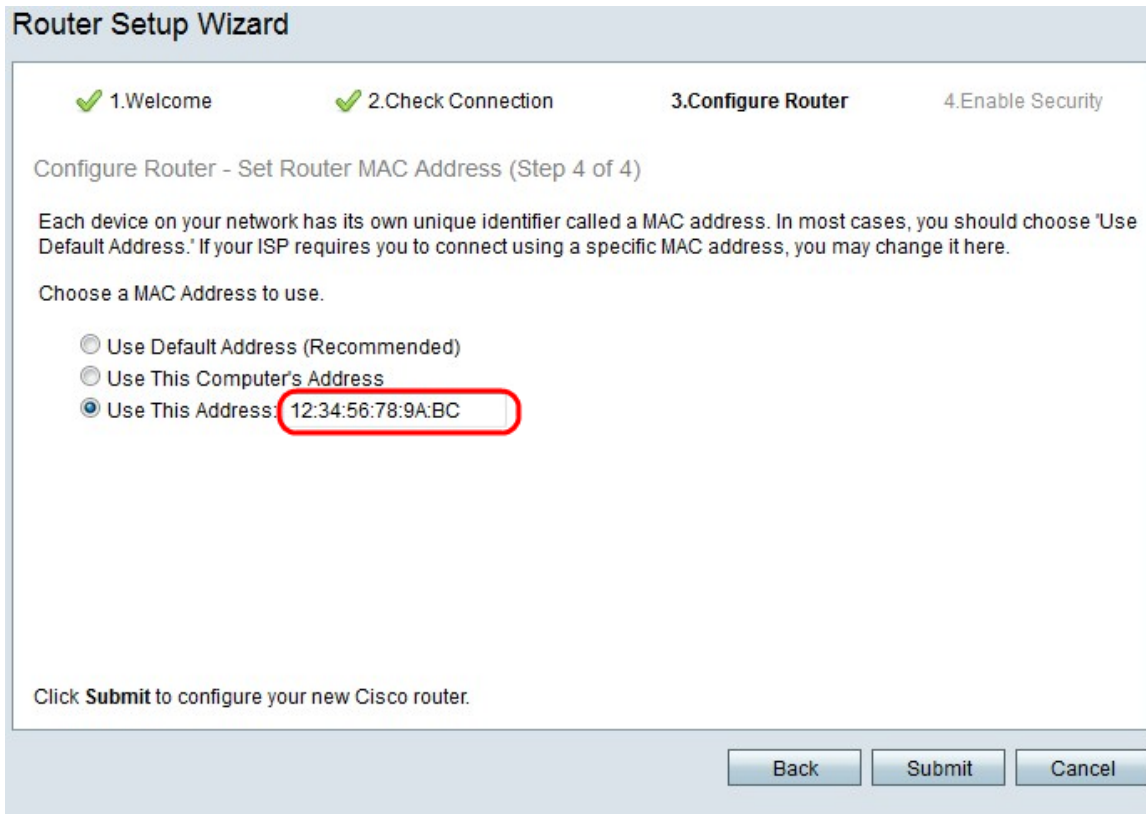 Router Setup Wizard
1.Welcome 2.Check Connection 3.Configure Router 4.Enable Security
Configure Router - Set Router MAC Address (Step 4 of 4)
Each device on your network has its own unique identifier called a MAC address. In most cases, you should choose 'Use
Default Address.' If your ISP requires you to connect using a specific MAC address, you may change it here.
Choose a MAC Address to use.
Use Default Address (Recommended)
Use This Computer's Address
Use This Address: 12:34:56:78:9A:BC
Click Submit to configure your new Cisco router.
Back Submit Cancel